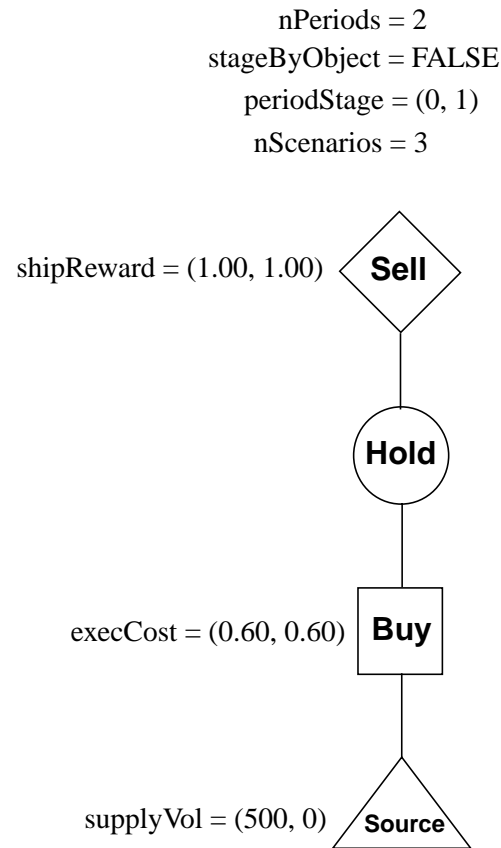 nPeriods = 2
stageByObject = FALSE
periodStage = (0, 1)
nScenarios = 3
shipReward = (1.00, 1.00)
Sell
Hold
execCost = (0.60, 0.60)
Buy
supplyVol = (500, 0)
Source